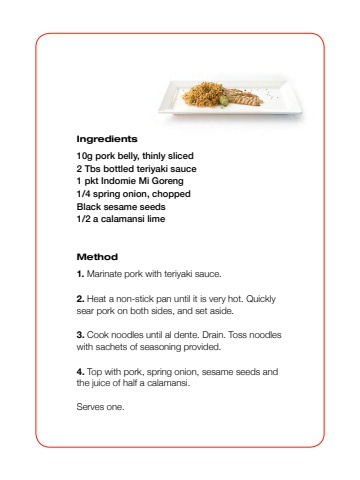 Ingredients
10g pork belly, thinly sliced
2 Tbs bottled teriyaki sauce
1 pkt Indomie Mi Goreng
1/4 spring onion, chopped
Black sesame seeds
1/2 a calamansi lime
Method
1. Marinate pork with teriyaki sauce.
2. Heat a non-stick pan until it is very hot. Quickly
sear pork on both sides, and set aside.
3. Cook noodles until al dente. Drain. Toss noodles
with sachets of seasoning provided.
4. Top with pork, spring onion, sesame seeds and
the juice of half a calamansi.
Serves one.